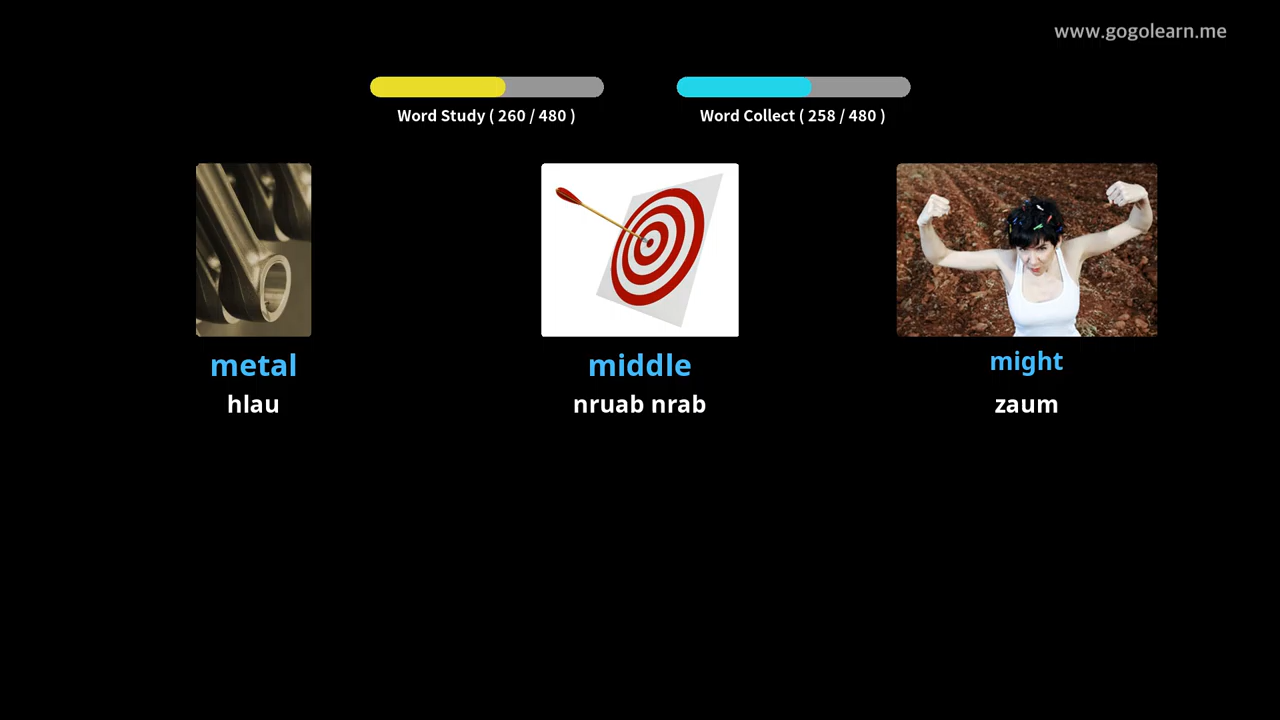 www.gogolearn.me
Word Study ( 260 / 480 )
Word Collect ( 258 / 480 )
metal
hlau
middle
nruab nrab
might
zaum